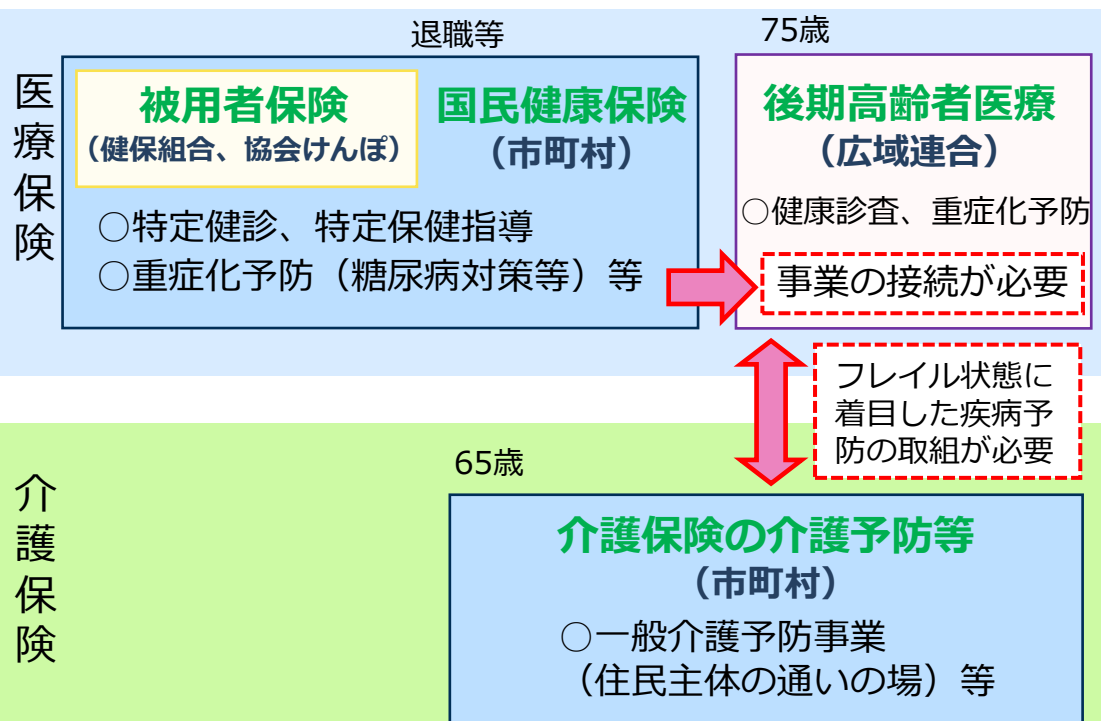 退職等
75歳
医療保険
被用者保険
(健保組合、協会けんぽ)
国民健康保険
(市町村)
○特定健診、特定保健指導
○重症化予防(糖尿病対策等)等
後期高齢者医療
(広域連合)
○健康診査、重症化予防
事業の接続が必要
フレイル状態に
着目した疾病予
防の取組が必要
介護保険
65歳
介護保険の介護予防等
(市町村)
○一般介護予防事業
(住民主体の通いの場)等